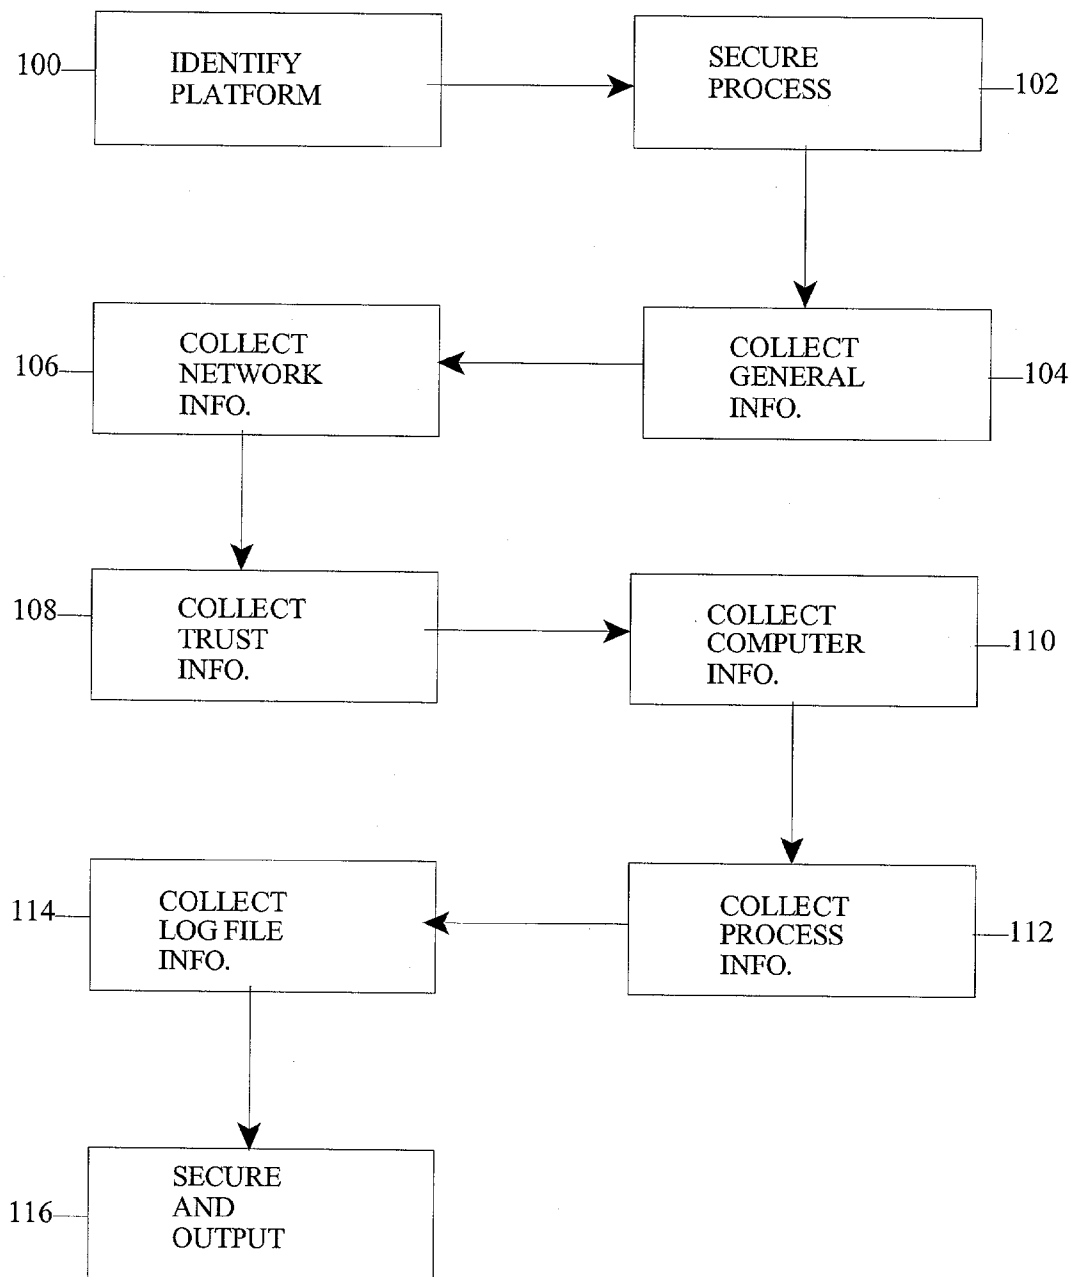 100
IDENTIFY
PLATFORM
SECURE
PROCESS
102
106
COLLECT
NETWORK
INFO.
COLLECT
GENERAL
INFO.
104
108
COLLECT
TRUST
INFO.
COLLECT
COMPUTER
INFO.
110
114
COLLECT
LOG FILE
INFO.
COLLECT
PROCESS
INFO.
112
116
SECURE
AND
OUTPUT